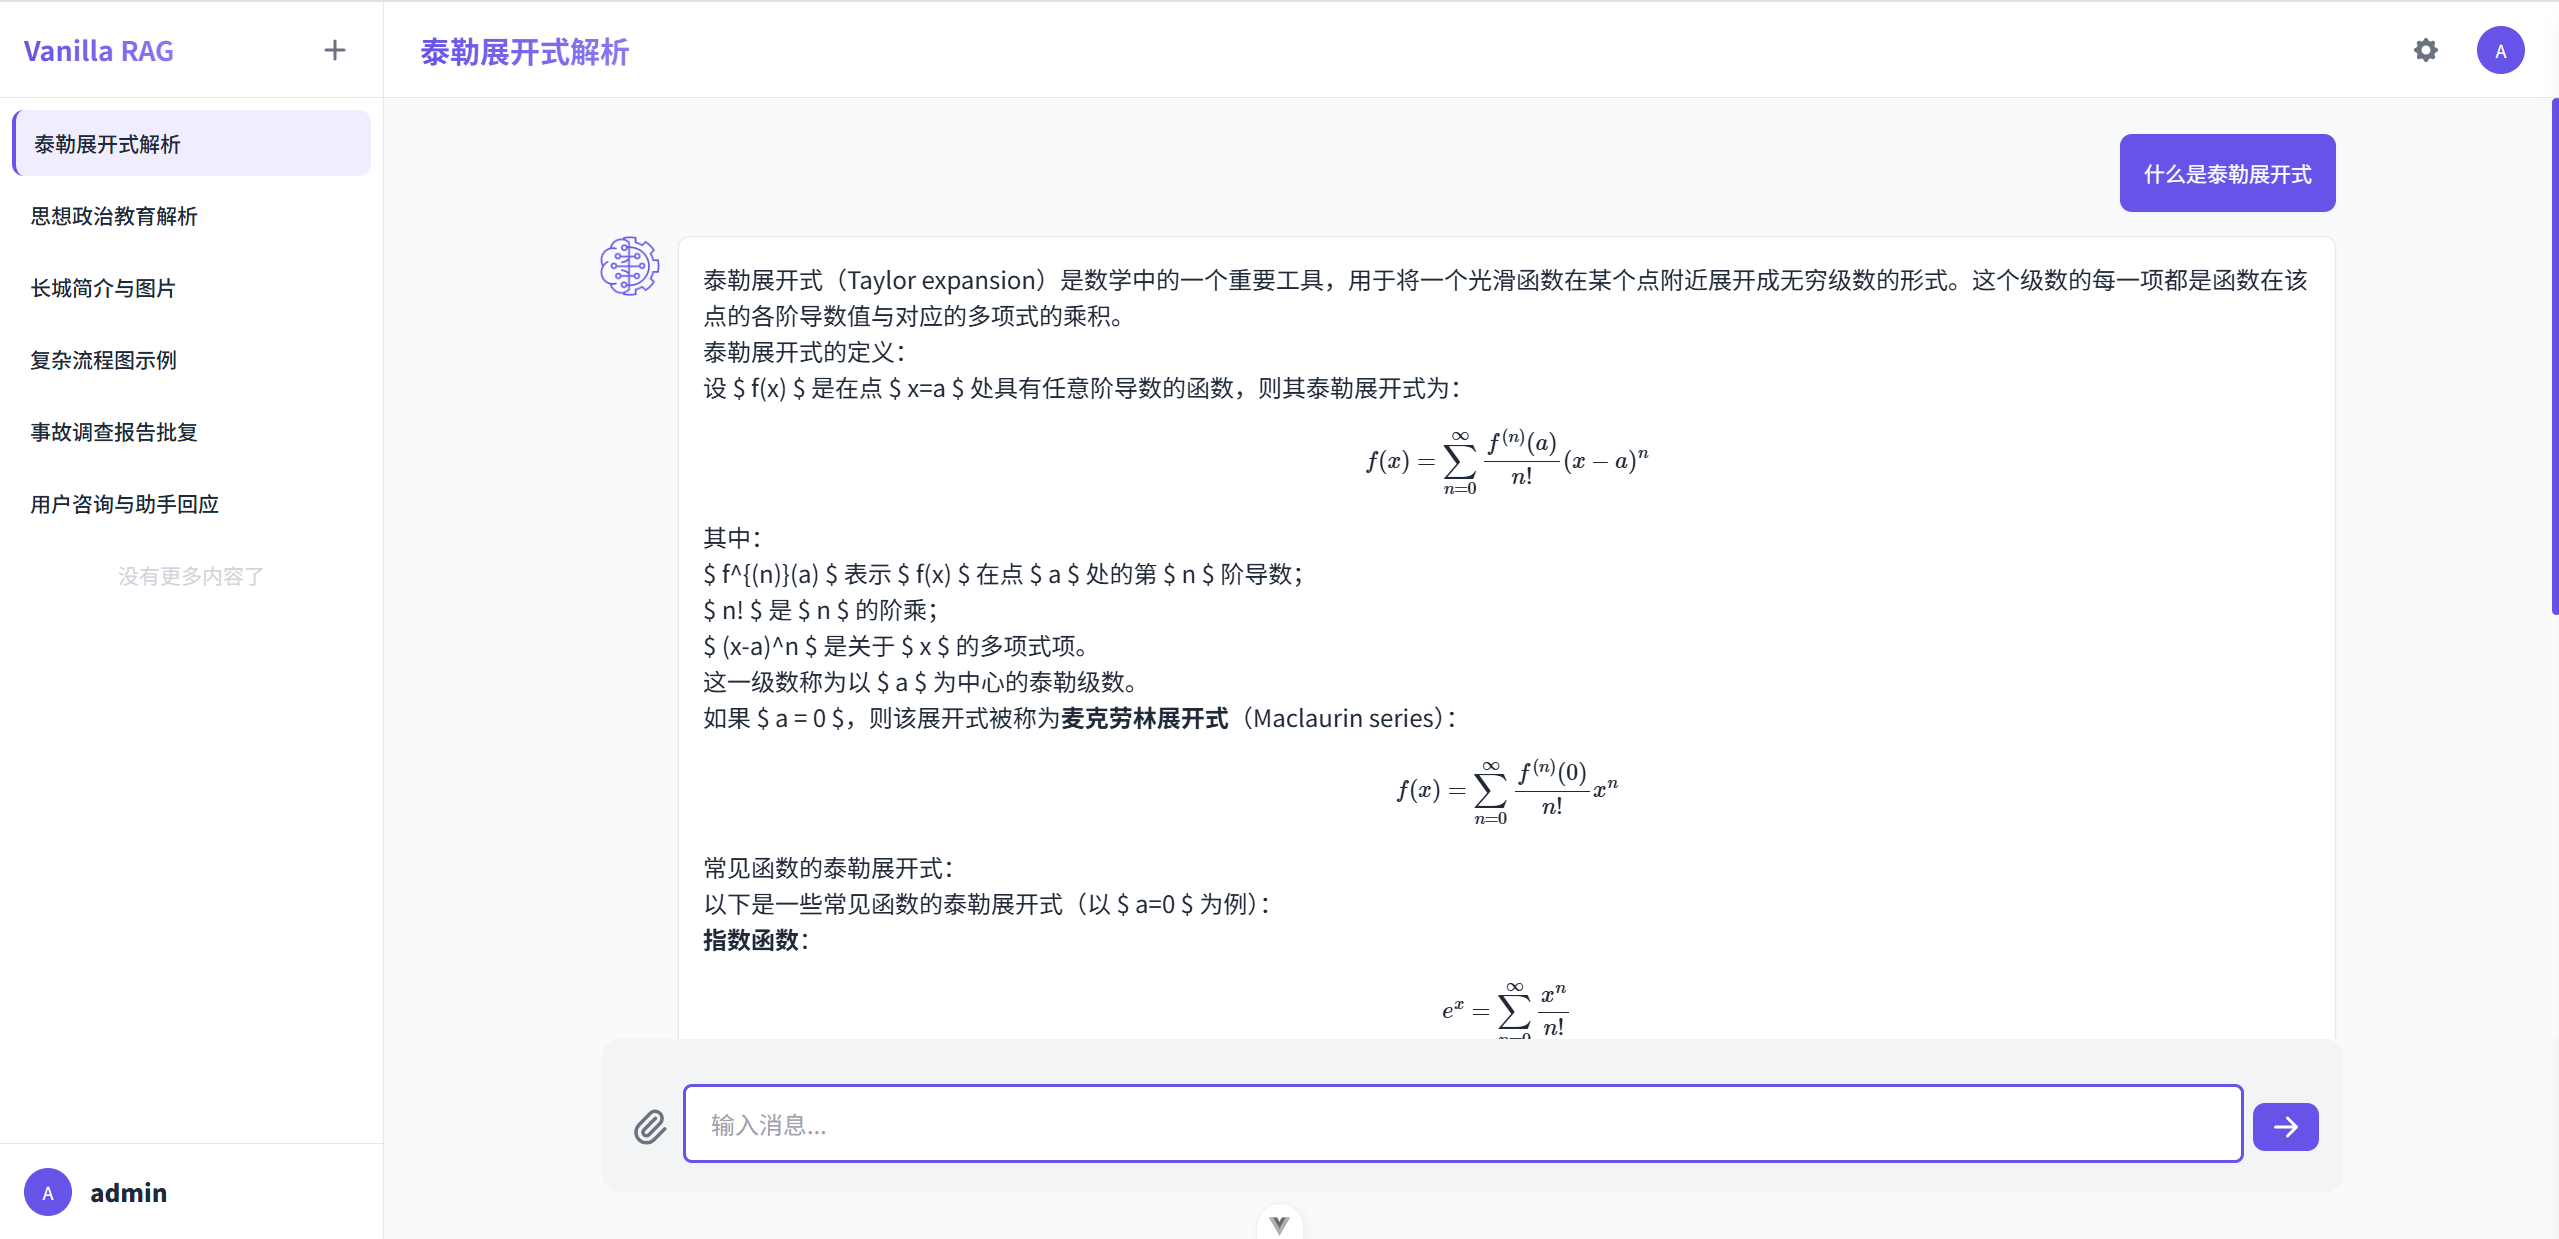 Vanilla RAG
泰勒展开式解析
思想政治教育解析
长城简介与图片
复杂流程图示例
事故调查报告批复
用户咨询与助手回应
没有更多内容了
A
admin
泰勒展开式解析
A
什么是泰勒展开式
泰勒展开式（Taylor expansion）是数学中的一个重要工具，用于将一个光滑函数在某个点附近展开成无穷级数的形式。这个级数的每一项都是函数在该
点的各阶导数值与对应的多项式的乘积。
泰勒展开式的定义：
设 $ f(x) $ 是在点 $ x=a $ 处具有任意阶导数的函数，则其泰勒展开式为：
f(x) = \sum_{n=0}^{\infty} \frac{f^{(n)}(a)}{n!}(x-a)^n
其中：
$ f^{(n)}(a) $ 表示 $ f(x) $ 在点 $ a $ 处的第 $ n $ 阶导数；
$ n! $ 是 $ n $ 的阶乘；
$ (x-a)^n $ 是关于 $ x $ 的多项式项。
这一级数称为以 $ a $ 为中心的泰勒级数。
如果 $ a = 0 $，则该展开式被称为麦克劳林展开式（Maclaurin series）：
f(x) = \sum_{n=0}^{\infty} \frac{f^{(n)}(0)}{n!}x^n
常见函数的泰勒展开式：
以下是一些常见函数的泰勒展开式（以 $ a=0 $ 为例）：
指数函数：
e^x = \sum_{n=0}^{\infty} \frac{x^n}{n!}
输入消息...